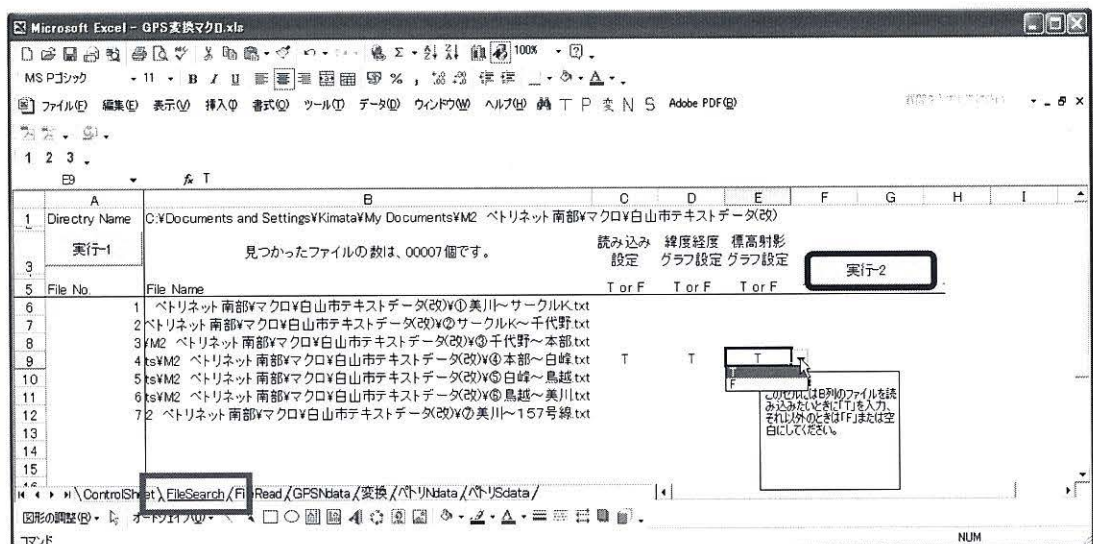 Microsoft Excel - GPS変換マクロ.xls
100%
MS Pゴシック 11 B I U %
ファイル(F) 編集(E) 表示(V) 挿入(I) 書式(O) ツール(T) データ(D) ウィンドウ(W) ヘルプ(H) T P 変 N S Adobe PDF(B)
1 2 3
E9 fx T
A B C D E F G H I
1 Directry Name C:¥Documents and Settings¥Kimata¥My Documents¥M2 ペトリネット南部¥マクロ¥白山市テキストデータ(改)
実行-1 見つかったファイルの数は、00007個です。 読み込み設定 緯度経度グラフ設定 標高射影グラフ設定 実行-2
3
5 File No. File Name T or F T or F T or F
6 1 ペトリネット南部¥マクロ¥白山市テキストデータ(改)¥①美川~サークルK.txt
7 2 ペトリネット南部¥マクロ¥白山市テキストデータ(改)¥②サークルK~千代野.txt
8 3 ¥M2 ペトリネット南部¥マクロ¥白山市テキストデータ(改)¥③千代野~本部.txt
9 4 ts¥M2 ペトリネット南部¥マクロ¥白山市テキストデータ(改)¥④本部~白峰.txt T T T
10 5 ts¥M2 ペトリネット南部¥マクロ¥白山市テキストデータ(改)¥⑤白峰~鳥越.txt
11 6 ts¥M2 ペトリネット南部¥マクロ¥白山市テキストデータ(改)¥⑥鳥越~美川.txt
12 7 2 ペトリネット南部¥マクロ¥白山市テキストデータ(改)¥⑦美川~157号線.txt
T
F
このセルにはB列のファイルを読
み込みたいときに「T」を入力、
それ以外のときは「F」または空
白にしてください。
13
14
15
ControlSheet FileSearch FileRead GPSNdata 変換 ペトリNdata ペトリSdata
図形の調整(R) オートシェイプ(U)
コマンド NUM